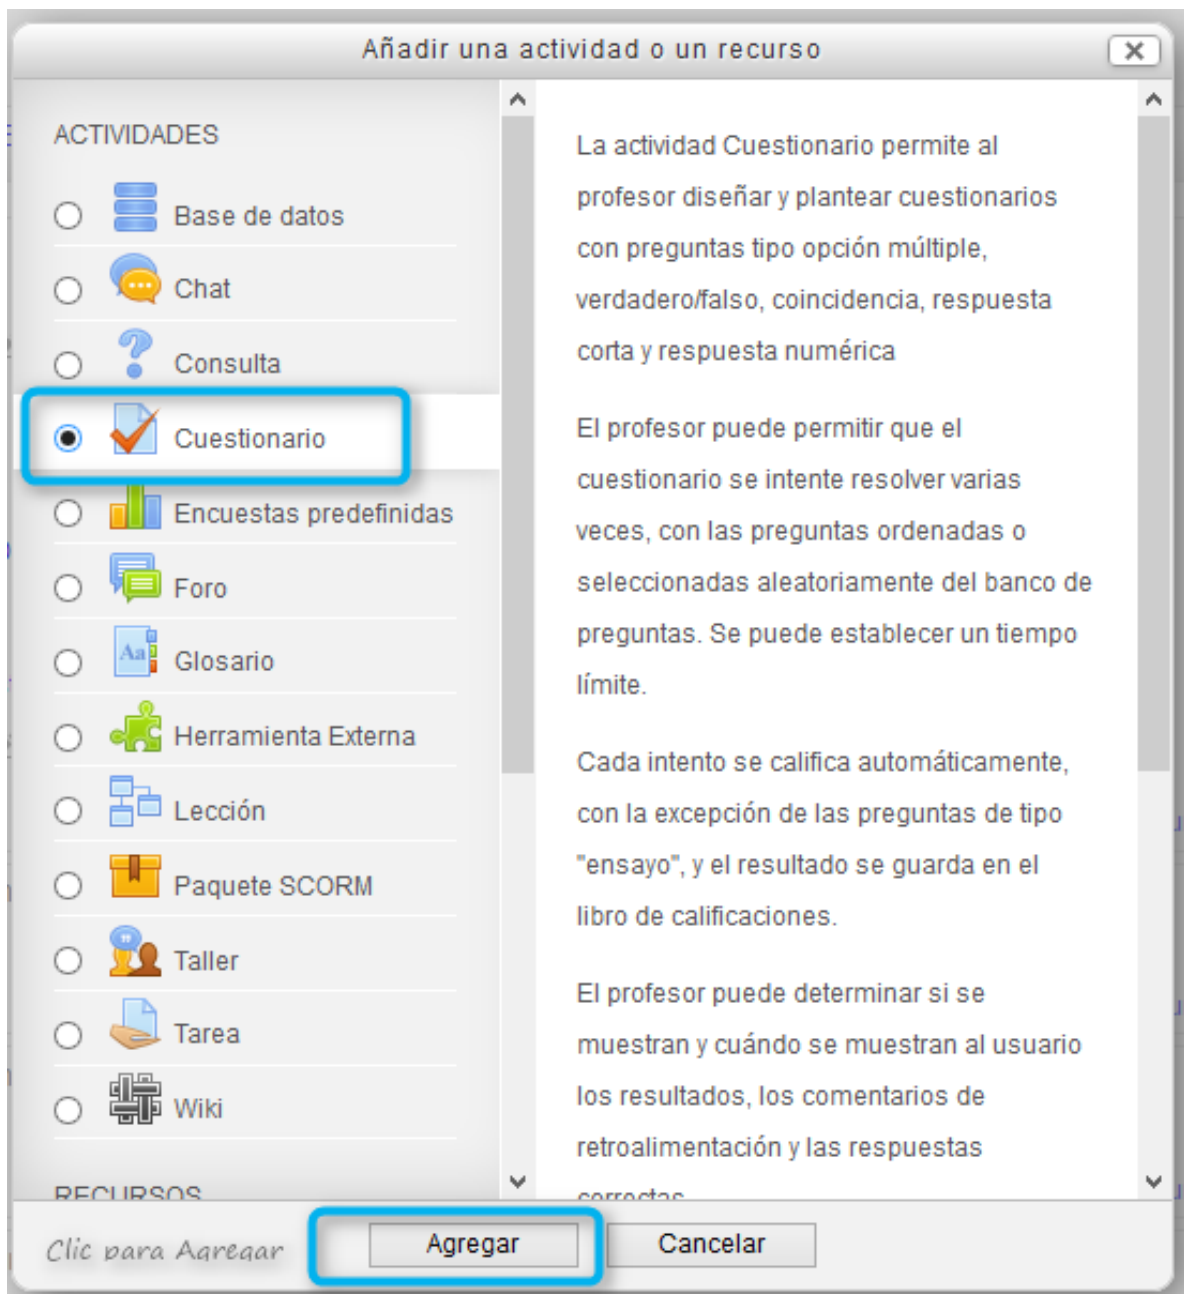 Añadir una actividad o un recurso
ACTIVIDADES
Base de datos
Chat
Consulta
Cuestionario
Encuestas predefinidas
Foro
Glosario
Herramienta Externa
Lección
Paquete SCORM
Taller
Tarea
Wiki
RECURSOS
La actividad Cuestionario permite al
profesor diseñar y plantear cuestionarios
con preguntas tipo opción múltiple,
verdadero/falso, coincidencia, respuesta
corta y respuesta numérica
El profesor puede permitir que el
cuestionario se intente resolver varias
veces, con las preguntas ordenadas o
seleccionadas aleatoriamente del banco de
preguntas. Se puede establecer un tiempo
límite.
Cada intento se califica automáticamente,
con la excepción de las preguntas de tipo
"ensayo", y el resultado se guarda en el
libro de calificaciones.
El profesor puede determinar si se
muestran y cuándo se muestran al usuario
los resultados, los comentarios de
retroalimentación y las respuestas
correctas
Clic para Agregar
Agregar
Cancelar